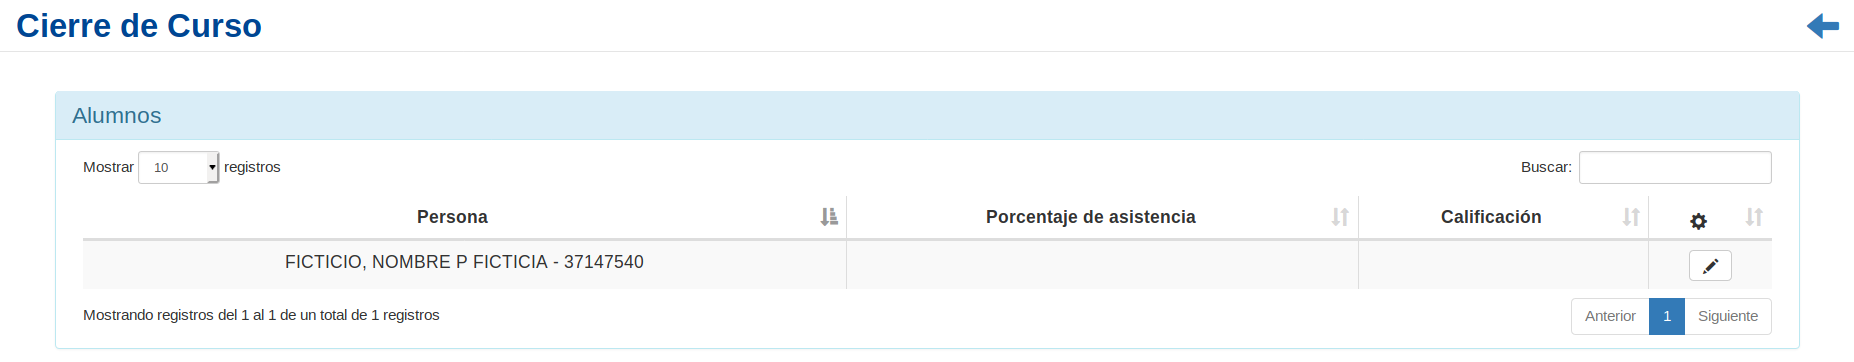 Cierre de Curso
Alumnos
Mostrar 10 registros Buscar:
Persona Porcentaje de asistencia Calificación
FICTICIO, NOMBRE P FICTICIA - 37147540
Mostrando registros del 1 al 1 de un total de 1 registros Anterior 1 Siguiente